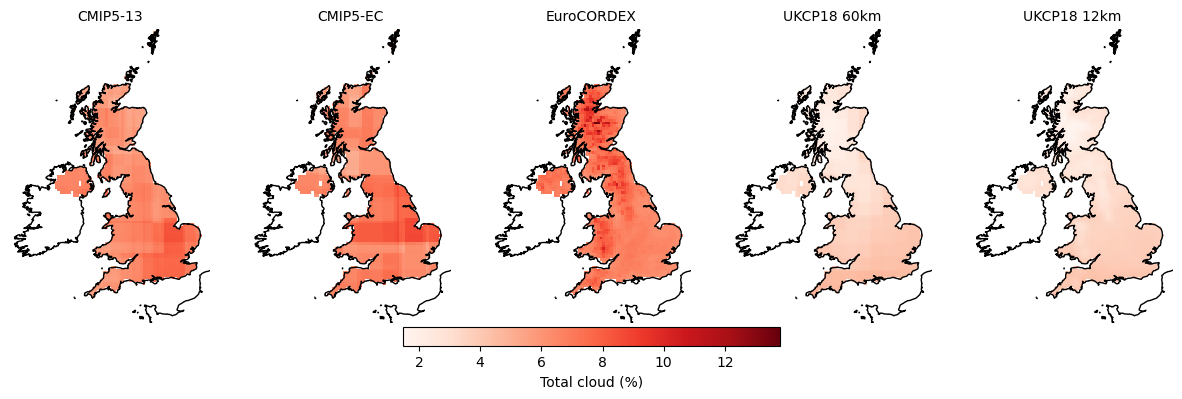 CMIP5-13 CMIP5-EC EuroCORDEX UKCP18 60km UKCP18 12km
2 4 6 8 10 12
Total cloud (%)